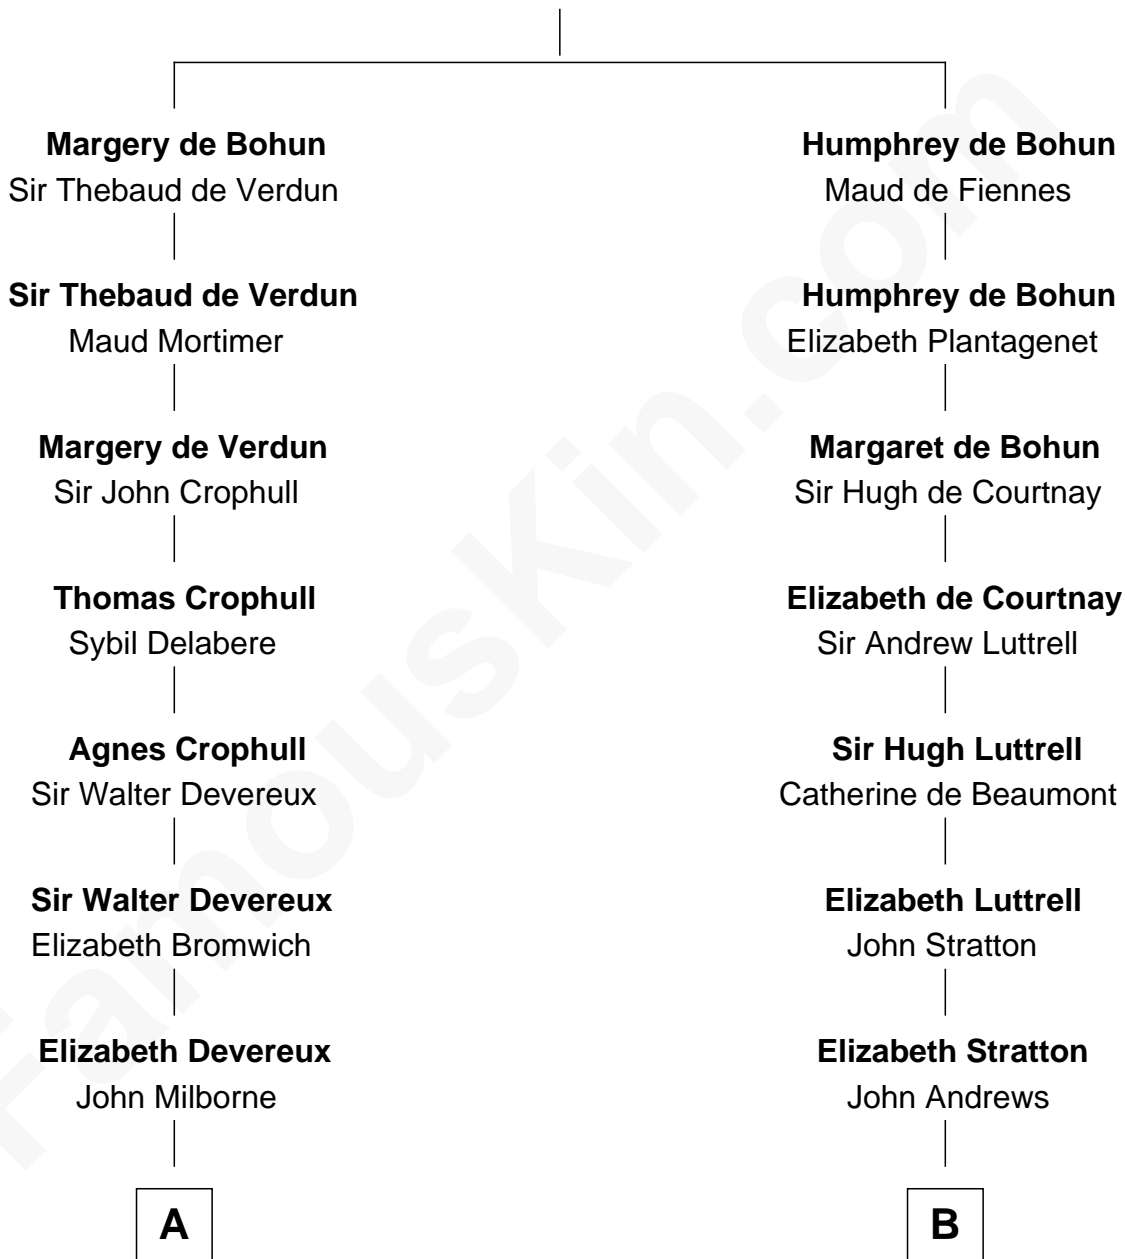 Margery de Bohun
Sir Thebaud de Verdun
Sir Thebaud de Verdun
Maud Mortimer
Margery de Verdun
Sir John Crophull
Thomas Crophull
Sybil Delabere
Agnes Crophull
Sir Walter Devereux
Sir Walter Devereux
Elizabeth Bromwich
Elizabeth Devereux
John Milborne
A
Humphrey de Bohun
Maud de Fiennes
Humphrey de Bohun
Elizabeth Plantagenet
Margaret de Bohun
Sir Hugh de Courtnay
Elizabeth de Courtnay
Sir Andrew Luttrell
Sir Hugh Luttrell
Catherine de Beaumont
Elizabeth Luttrell
John Stratton
Elizabeth Stratton
John Andrews
B
FamousKin.com